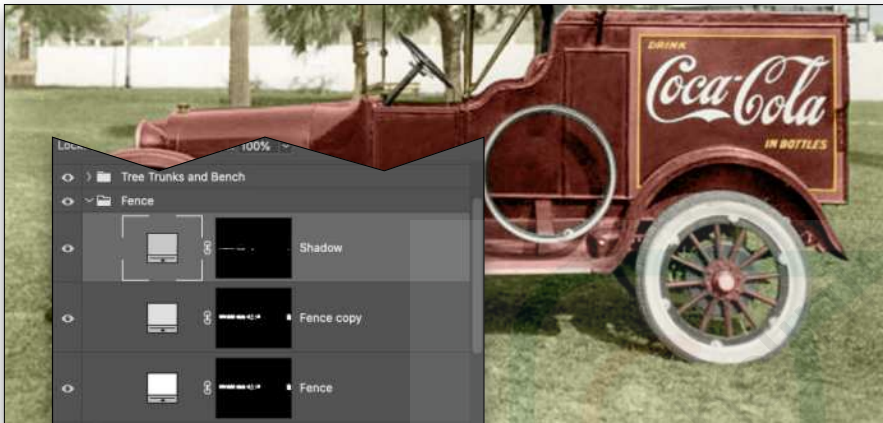 DRINK
Coca-Cola
IN BOTTLES
100%
Tree Trunks and Bench
Fence
Shadow
Fence copy
Fence